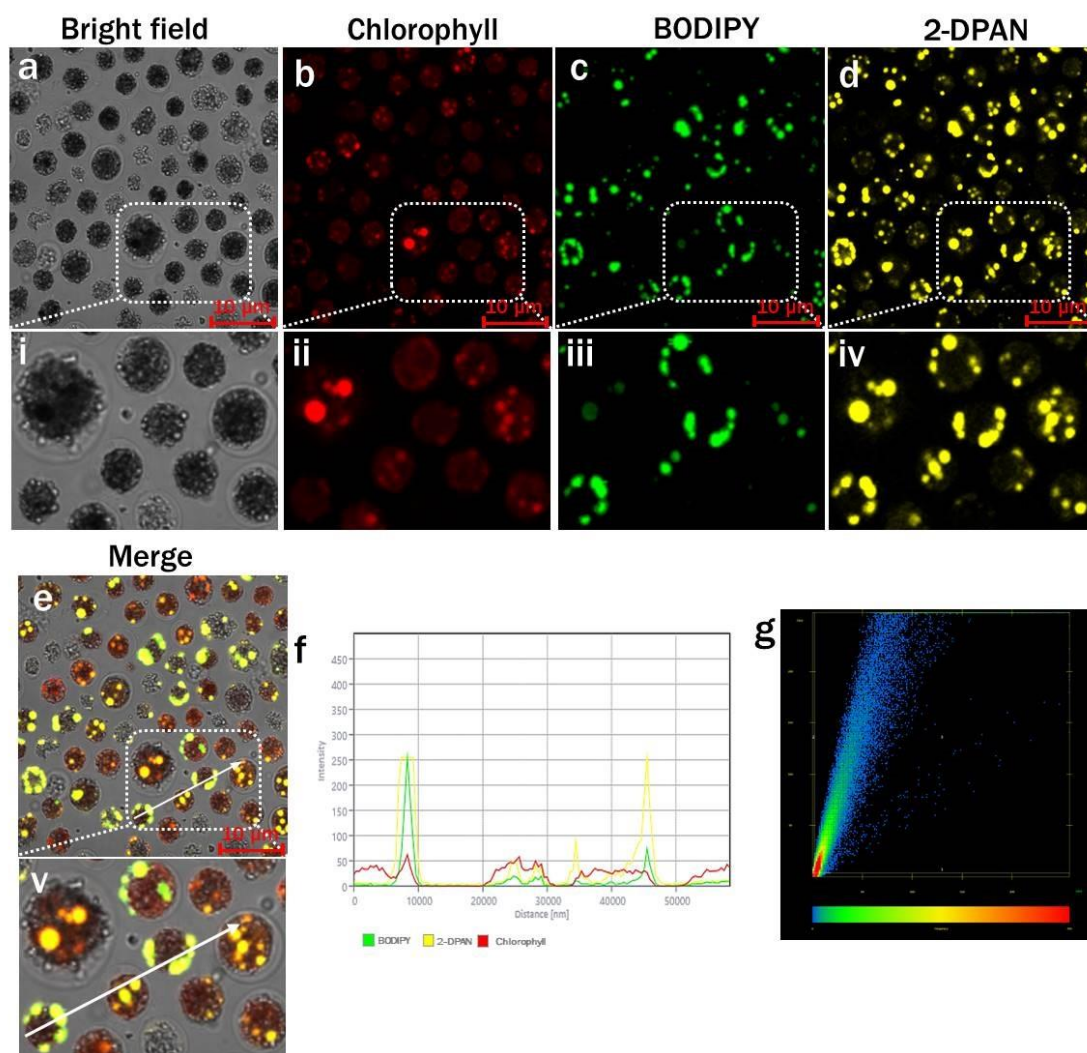 Bright field Chlorophyll BODIPY 2-DPAN
a b c d
10 µm 10 µm 10 µm 10 µm
i ii iii iv
Merge
e
10 µm
v
f
450
400
350
300
250
200
150
100
50
0
Intensity
0 10000 20000 30000 40000 50000
Distance [nm]
BODIPY 2-DPAN Chlorophyll
g
Frequency